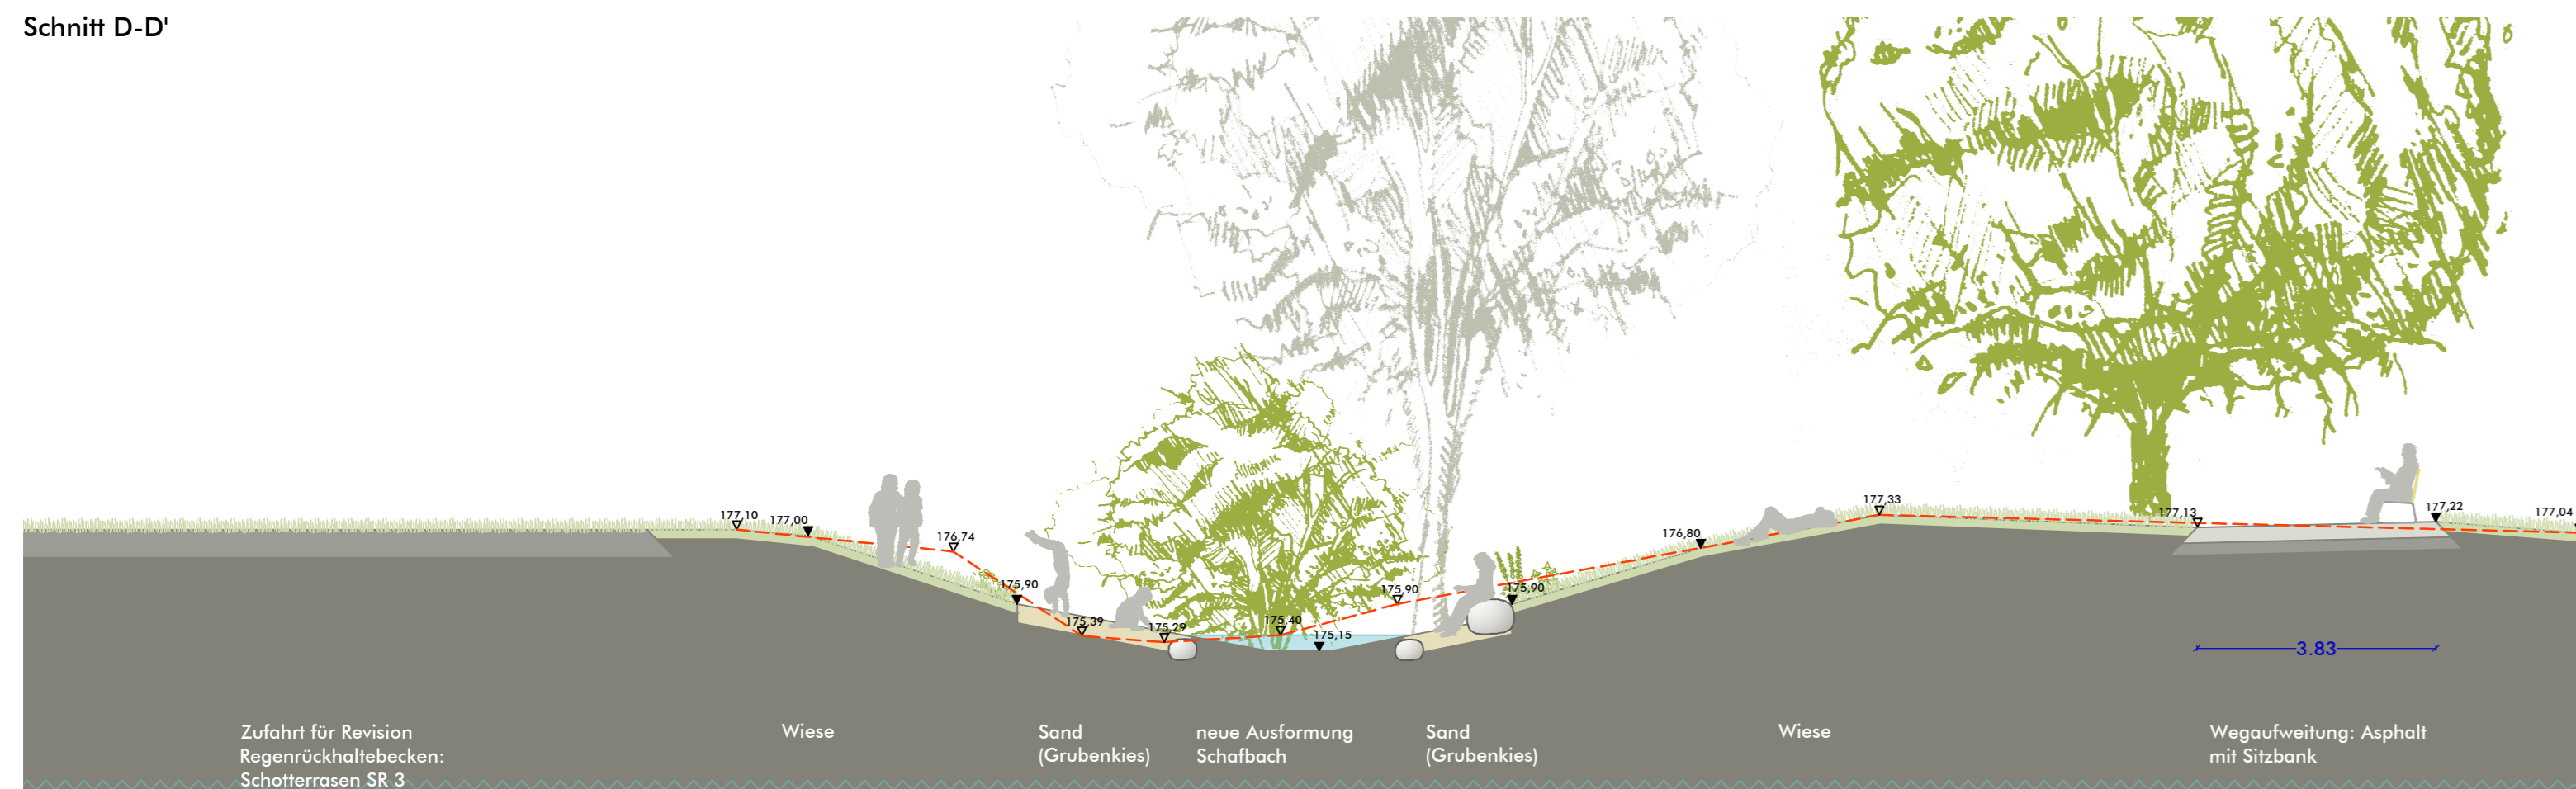 Schnitt D-D'
177,10
177,00
176,74
175,90
175,39
175,29
175,40
175,15
175,90
175,90
176,80
177,33
177,13
177,22
177,04
3.83
Zufahrt für Revision
Regenrückhaltebecken:
Schotterrasen SR 3
Wiese
Sand
(Grubenkies)
neue Ausformung
Schafbach
Sand
(Grubenkies)
Wiese
Wegaufweitung: Asphalt
mit Sitzbank